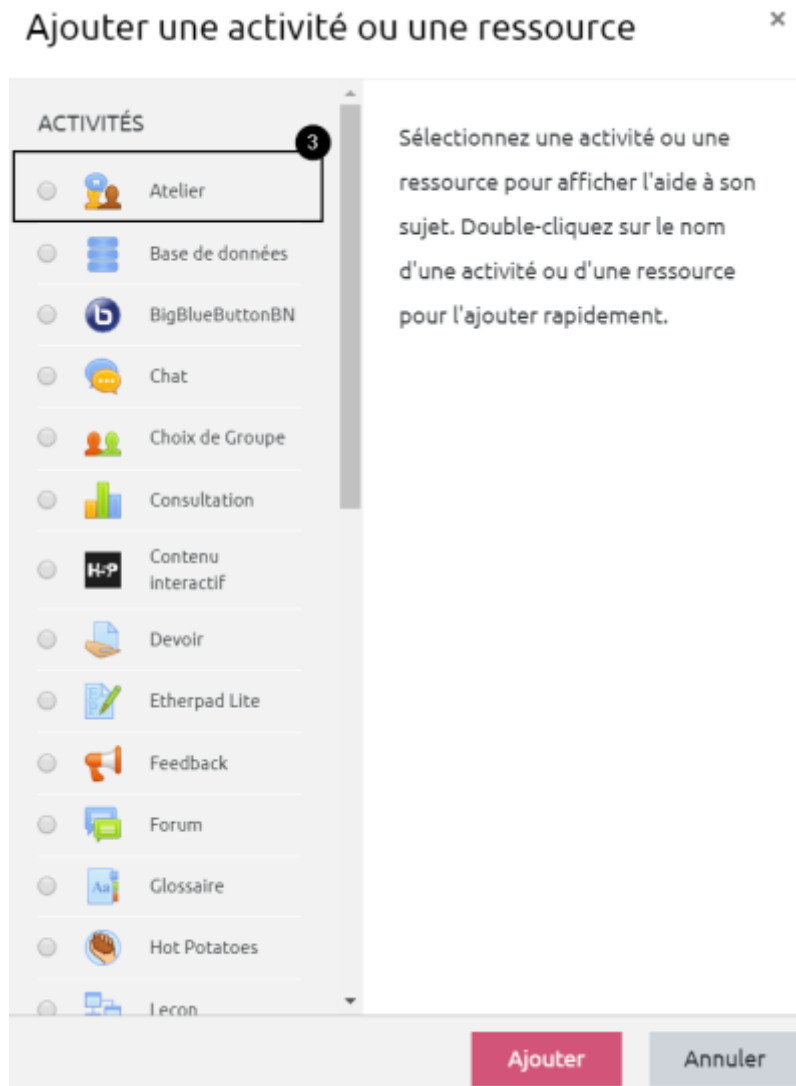 Ajouter une activité ou une ressource ×
ACTIVITÉS
3
Atelier
Base de données
b
BigBlueButtonBN
Chat
Choix de Groupe
Consultation
H-P
Contenu
interactif
Devoir
Etherpad Lite
Feedback
Forum
Aa
Glossaire
Hot Potatoes
Leçon
Sélectionnez une activité ou une
ressource pour afficher l'aide à son
sujet. Double-cliquez sur le nom
d'une activité ou d'une ressource
pour l'ajouter rapidement.
Ajouter
Annuler